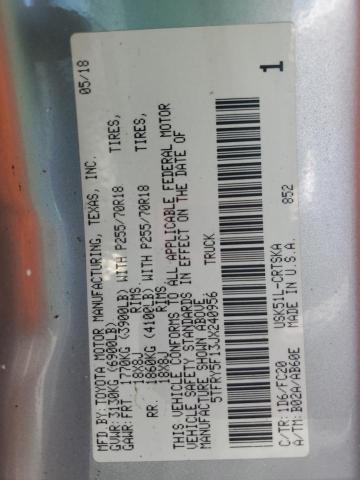 MFD BY: TOYOTA MOTOR MANUFACTURING, TEXAS, INC. 05/18
GVWR: 3130KG (6900LB)
GAWR: FRT 1770KG (3900LB) WITH P255/70R18 TIRES,
18X8J RIMS,
RR 1860KG (4100LB) WITH P255/70R18 TIRES,
18X8J RIMS,
THIS VEHICLE CONFORMS TO ALL APPLICABLE FEDERAL MOTOR
VEHICLE SAFETY STANDARDS IN EFFECT ON THE DATE OF
MANUFACTURE SHOWN ABOVE.
5TFRY5F13JX240956 TRUCK
1
USK51L-CRTSKA 852
C/TR: 1D6/FC20 MADE IN U.S.A.
A/TM: B02A/AB60E